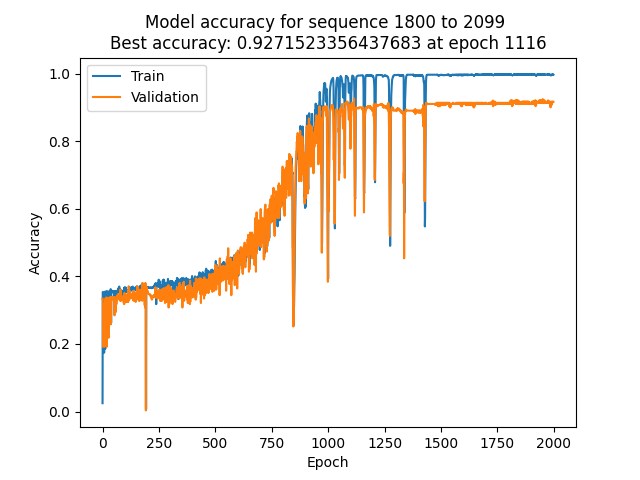 Model accuracy for sequence 1800 to 2099
Best accuracy: 0.9271523356437683 at epoch 1116
Train
Validation
1.0
0.8
0.6
0.4
0.2
0.0
Accuracy
0 250 500 750 1000 1250 1500 1750 2000
Epoch